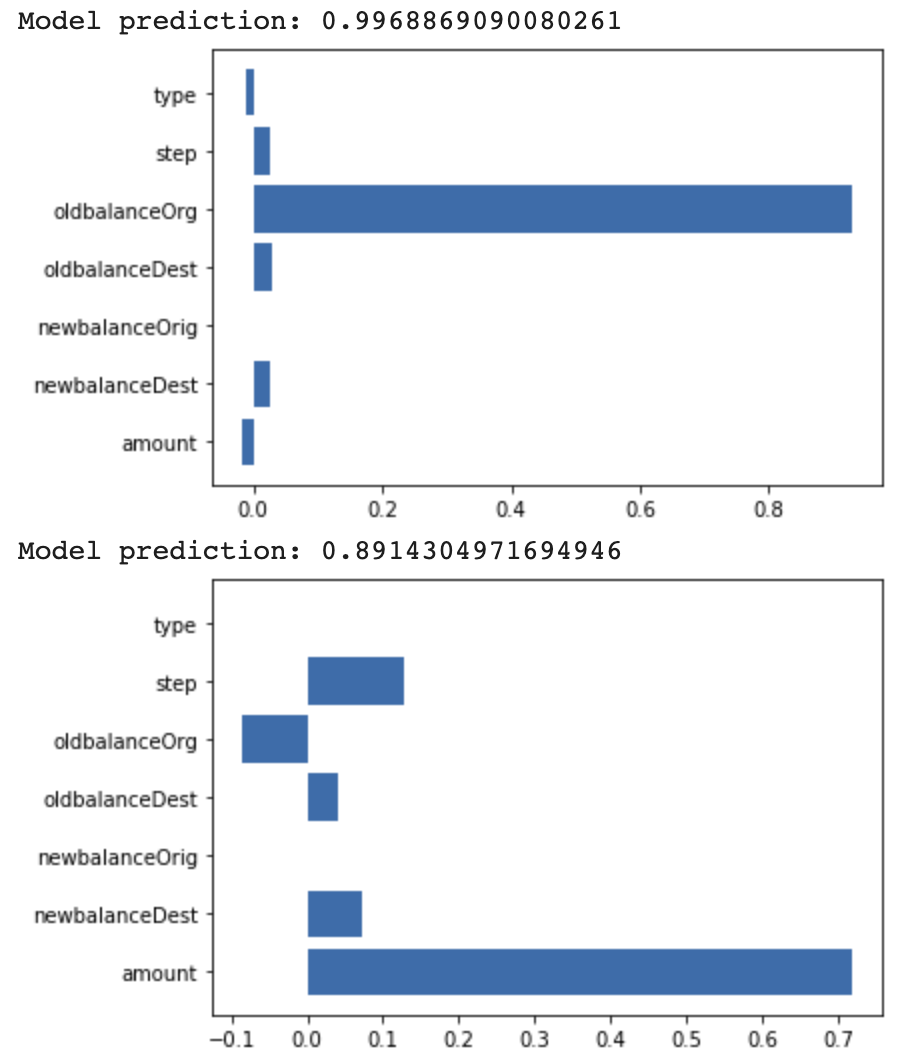 Model prediction: 0.9968869090080261
type
step
oldbalanceOrg
oldbalanceDest
newbalanceOrig
newbalanceDest
amount
0.0 0.2 0.4 0.6 0.8
Model prediction: 0.8914304971694946
type
step
oldbalanceOrg
oldbalanceDest
newbalanceOrig
newbalanceDest
amount
−0.1 0.0 0.1 0.2 0.3 0.4 0.5 0.6 0.7